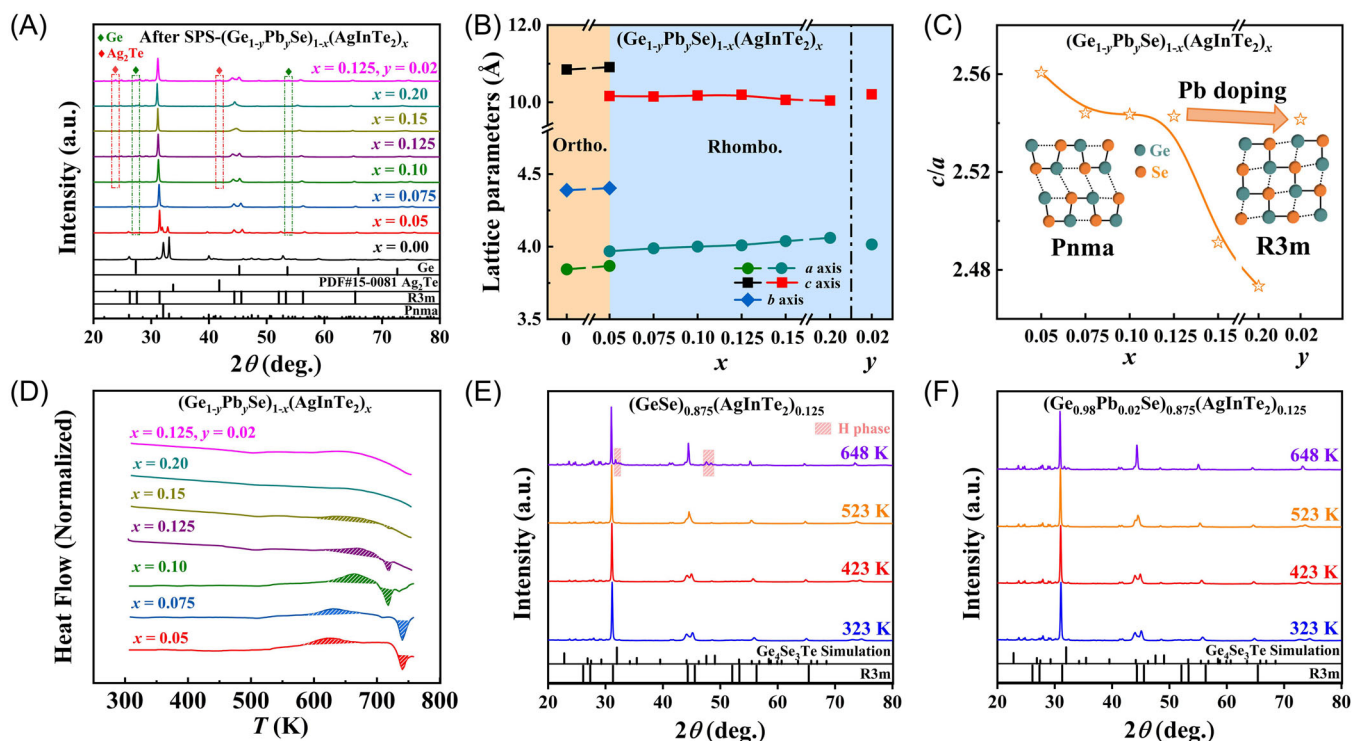 (A)
After SPS-(Ge1-yPbySe)1-x(AgInTe2)x
Ge
Ag2Te
x = 0.125, y = 0.02
x = 0.20
x = 0.15
x = 0.125
x = 0.10
x = 0.075
x = 0.05
x = 0.00
Ge
PDF#15-0081 Ag2Te
R3m
Pnma
Intensity (a.u.)
20 30 40 50 60 70 80
2θ (deg.)
(B)
(Ge1-yPbySe)1-x(AgInTe2)x
Lattice parameters (Å)
12.0
10.0
4.5
4.0
3.5
Ortho.
Rhombo.
a axis
c axis
b axis
0 0.05 0.10 0.125 0.15 0.20 0.02
x y
(C)
(Ge1-yPbySe)1-x(AgInTe2)x
c/a
2.56
2.52
2.48
Pb doping
Ge
Se
Pnma
R3m
0.05 0.075 0.10 0.125 0.15 0.20 0.02
x y
(D)
(Ge1-yPbySe)1-x(AgInTe2)x
Heat Flow (Normalized)
x = 0.125, y = 0.02
x = 0.20
x = 0.15
x = 0.125
x = 0.10
x = 0.075
x = 0.05
300 400 500 600 700 800
T (K)
(E)
(GeSe)0.875(AgInTe2)0.125
H phase
Intensity (a.u.)
648 K
523 K
423 K
323 K
Ge4Se3Te Simulation
R3m
20 30 40 50 60 70 80
2θ (deg.)
(F)
(Ge0.98Pb0.02Se)0.875(AgInTe2)0.125
Intensity (a.u.)
648 K
523 K
423 K
323 K
Ge4Se3Te Simulation
R3m
20 30 40 50 60 70 80
2θ (deg.)